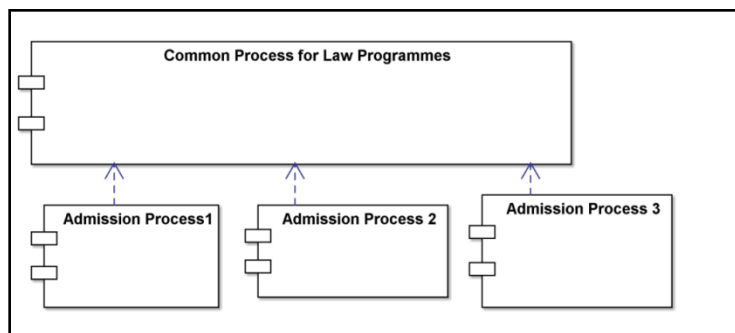 Common Process for Law Programmes
Admission Process1
Admission Process 2
Admission Process 3